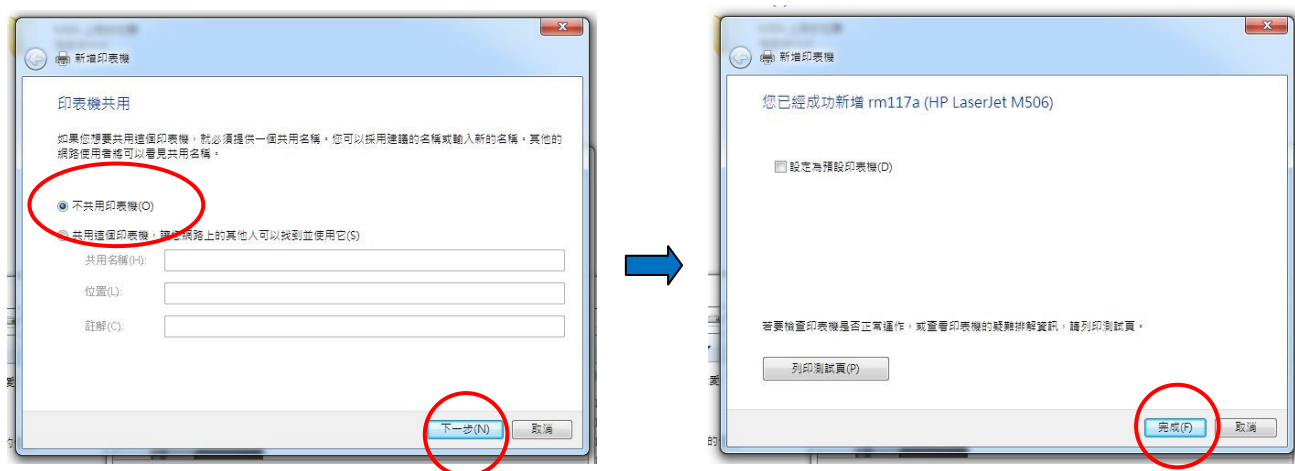 新增印表機
印表機共用
如果您想要共用這個印表機，就必須提供一個共用名稱。您可以採用建議的名稱或輸入新的名稱。其他的
網路使用者將可以看見共用名稱。
不共用印表機(O)
共用這個印表機，讓您網路上的其他人可以找到並使用它(S)
共用名稱(H):
位置(L):
註解(C):
下一步(N)
取消
新增印表機
您已經成功新增 rm117a (HP LaserJet M506)
設定為預設印表機(D)
若要檢查印表機是否正常運作，或查看印表機的疑難排解資訊，請列印測試頁。
列印測試頁(P)
完成(F)
取消